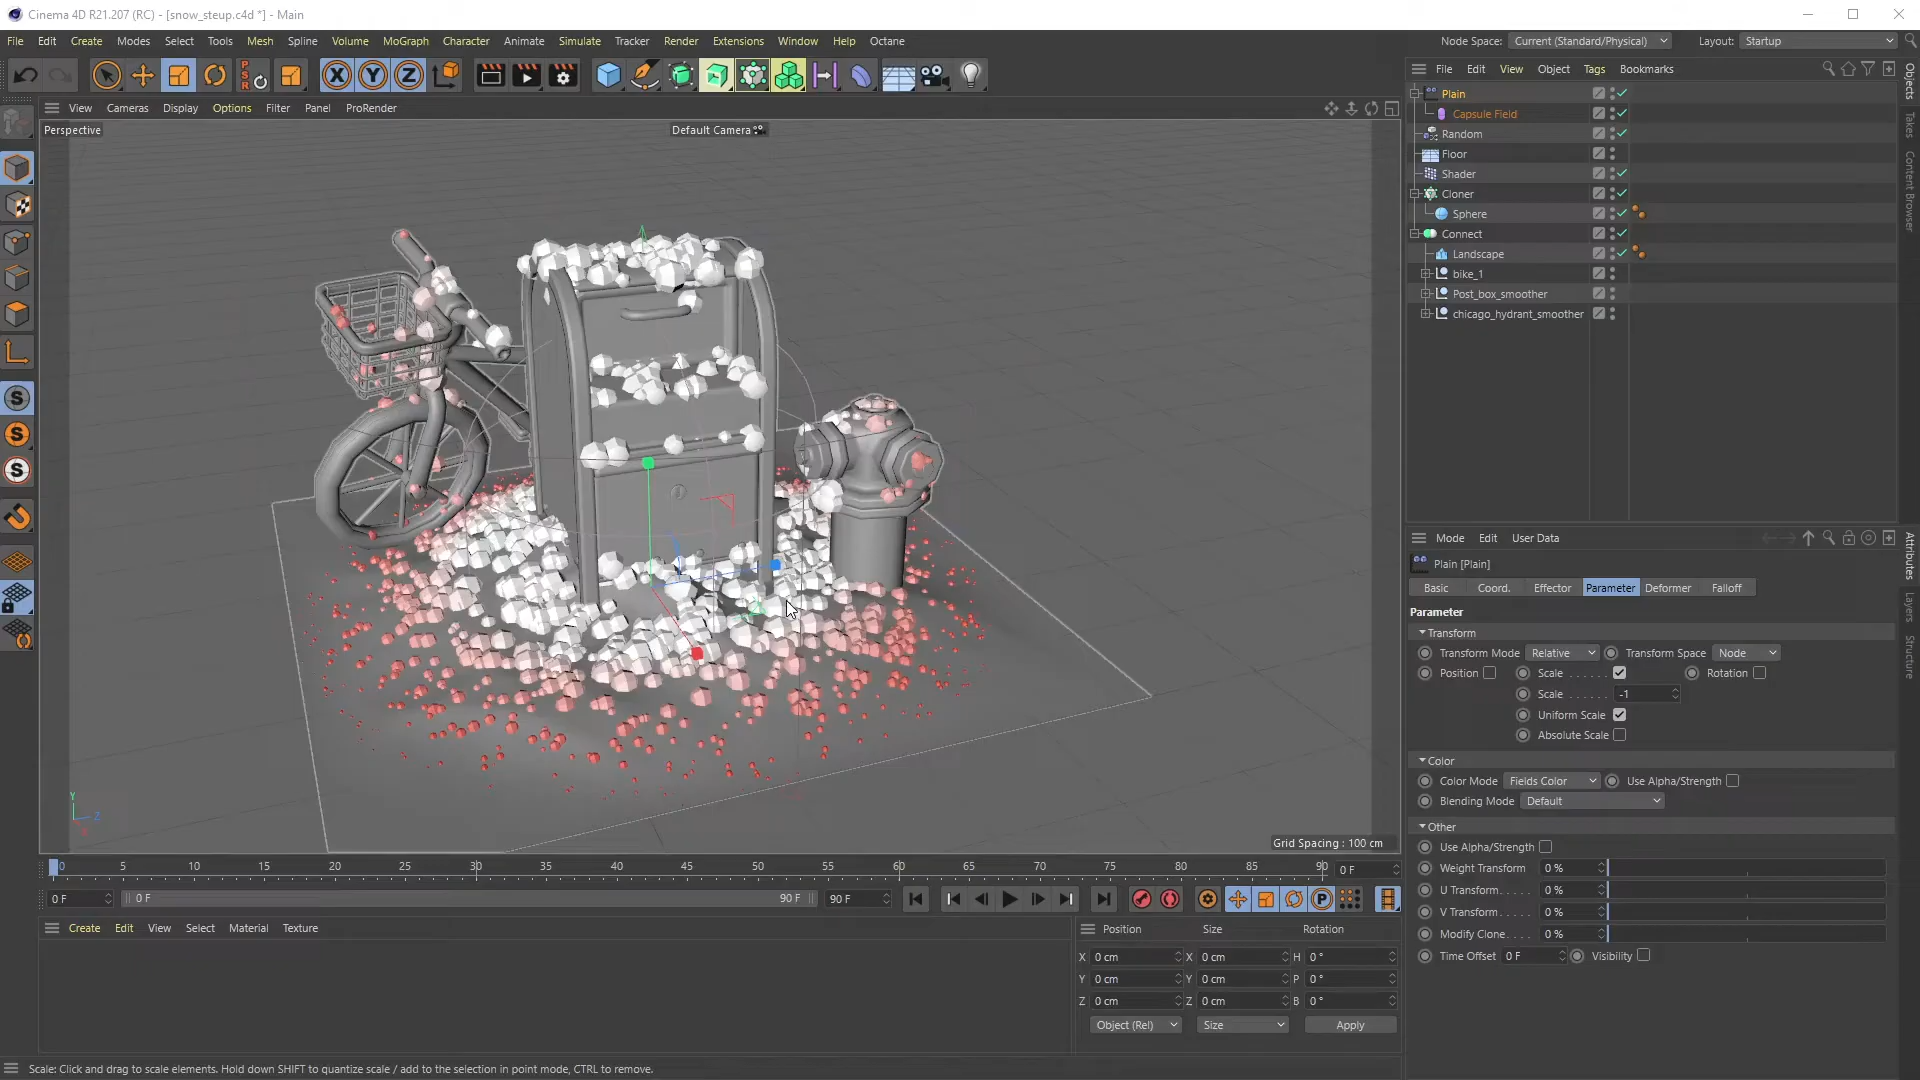 Cinema 4D R21.207 (RC) - [snow_steup.c4d *] - Main
File Edit Create Modes Select Tools Mesh Spline Volume MoGraph Character Animate Simulate Tracker Render Extensions Window Help Octane
Node Space: Current (Standard/Physical) Layout: Startup
View Cameras Display Options Filter Panel ProRender
Perspective
Default Camera
Grid Spacing : 100 cm
File Edit View Object Tags Bookmarks
Plain
Capsule Field
Random
Floor
Shader
Cloner
Sphere
Connect
Landscape
bike_1
Post_box_smoother
chicago_hydrant_smoother
Objects
Takes
Content Browser
Mode Edit User Data
Plain [Plain]
Basic Coord. Effector Parameter Deformer Falloff
Parameter
Transform
Transform Mode Relative Transform Space Node
Position Scale . . . . . . Rotation
Scale . . . . . . -1
Uniform Scale
Absolute Scale
Color
Color Mode Fields Color Use Alpha/Strength
Blending Mode Default
Other
Use Alpha/Strength
Weight Transform 0 %
U Transform. . . . . 0 %
V Transform. . . . . 0 %
Modify Clone. . . . 0 %
Time Offset 0 F Visibility
Attributes
Layers
Structure
0 5 10 15 20 25 30 35 40 45 50 55 60 65 70 75 80 85 90 0 F
0 F 0 F 90 F 90 F
Create Edit View Select Material Texture
Position Size Rotation
X 0 cm X 0 cm H 0 °
Y 0 cm Y 0 cm P 0 °
Z 0 cm Z 0 cm B 0 °
Object (Rel) Size Apply
Scale: Click and drag to scale elements. Hold down SHIFT to quantize scale / add to the selection in point mode, CTRL to remove.